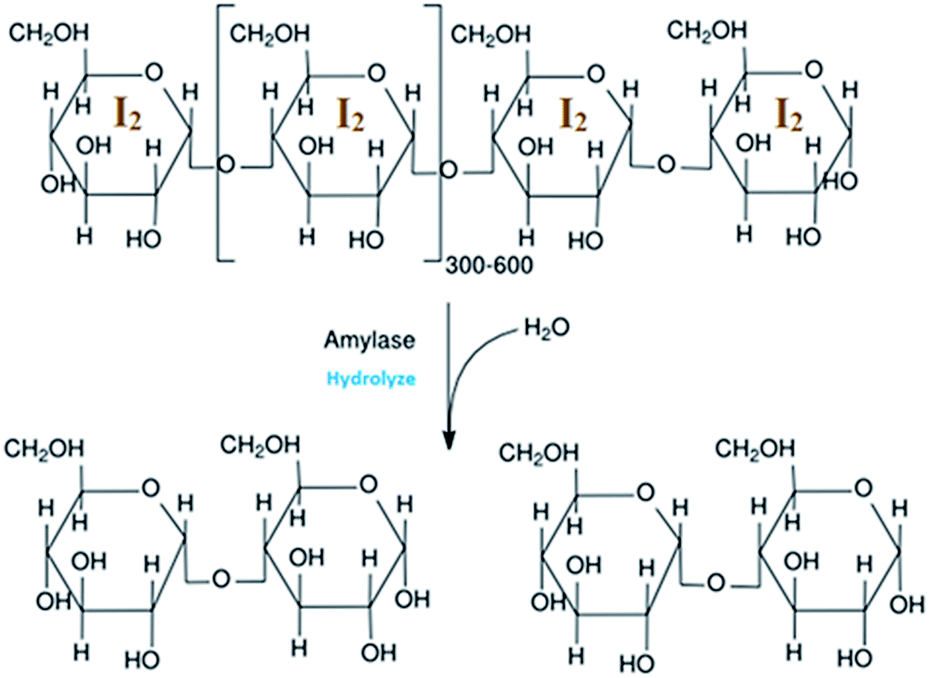 CH₂OH CH₂OH CH₂OH CH₂OH
O O O O
H H H H H H H H
H I₂ H I₂ H I₂ H I₂
OH H OH H OH H OH H
OH O O O HO
H HO H HO H HO H HO
300-600
Amylase H₂O
Hydrolyze
CH₂OH CH₂OH CH₂OH CH₂OH
O O O O
H H H H H H H H
H H H H
OH H OH H OH H OH H
OH O OH OH O OH
H HO H OH H HO H HO